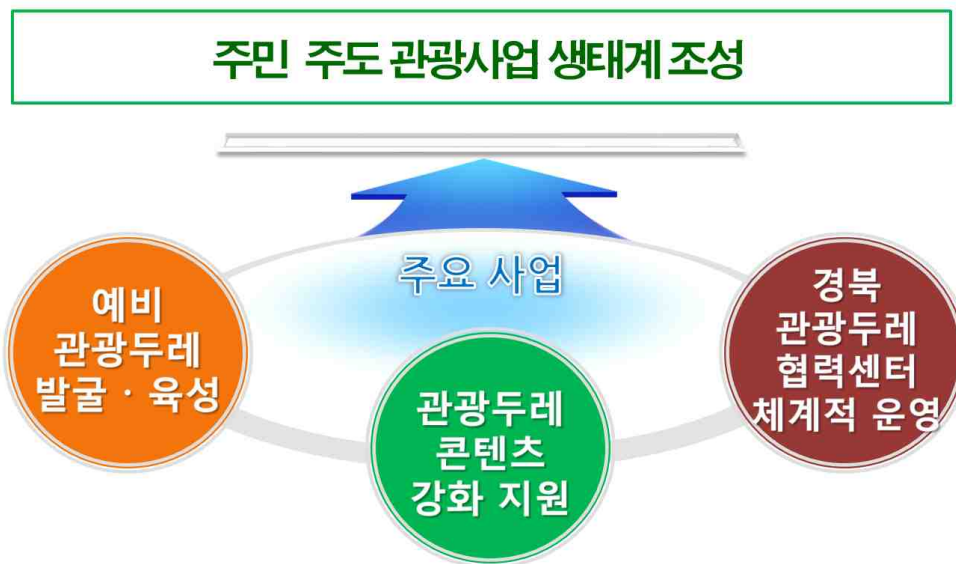 주민 주도 관광사업 생태계 조성
주요 사업
예비
관광두레
발굴 · 육성
관광두레
콘텐츠
강화 지원
경북
관광두레
협력센터
체계적 운영